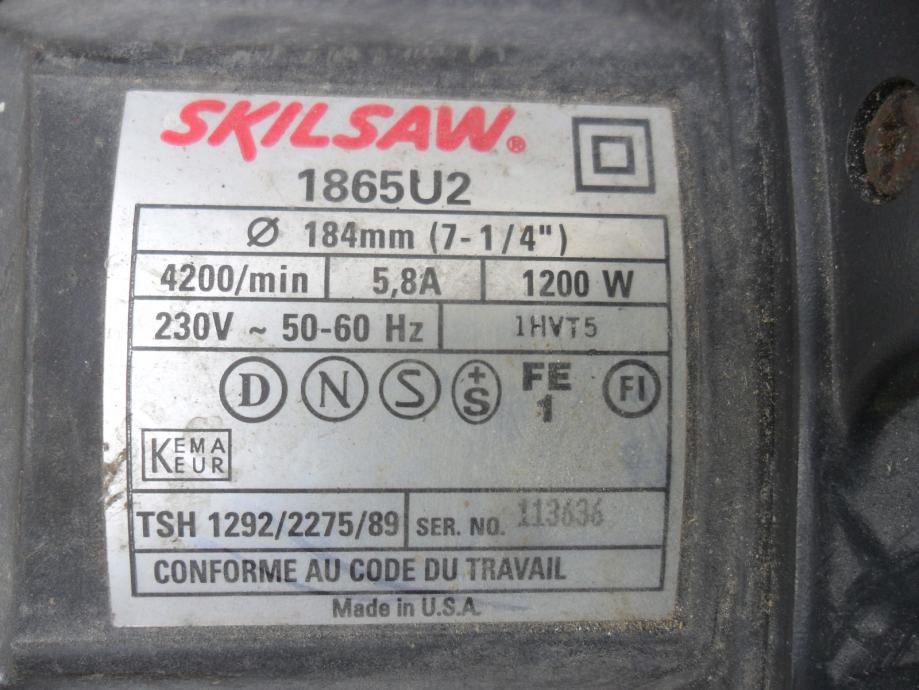 SKILSAW®
1865U2
Ø 184mm (7-1/4")
4200/min 5,8A 1200 W
230V ~ 50-60 Hz 1HVT5
D N S +S FE 1 FI
KEMA KEUR
TSH 1292/2275/89 SER. NO. 113636
CONFORME AU CODE DU TRAVAIL
Made in U.S.A.